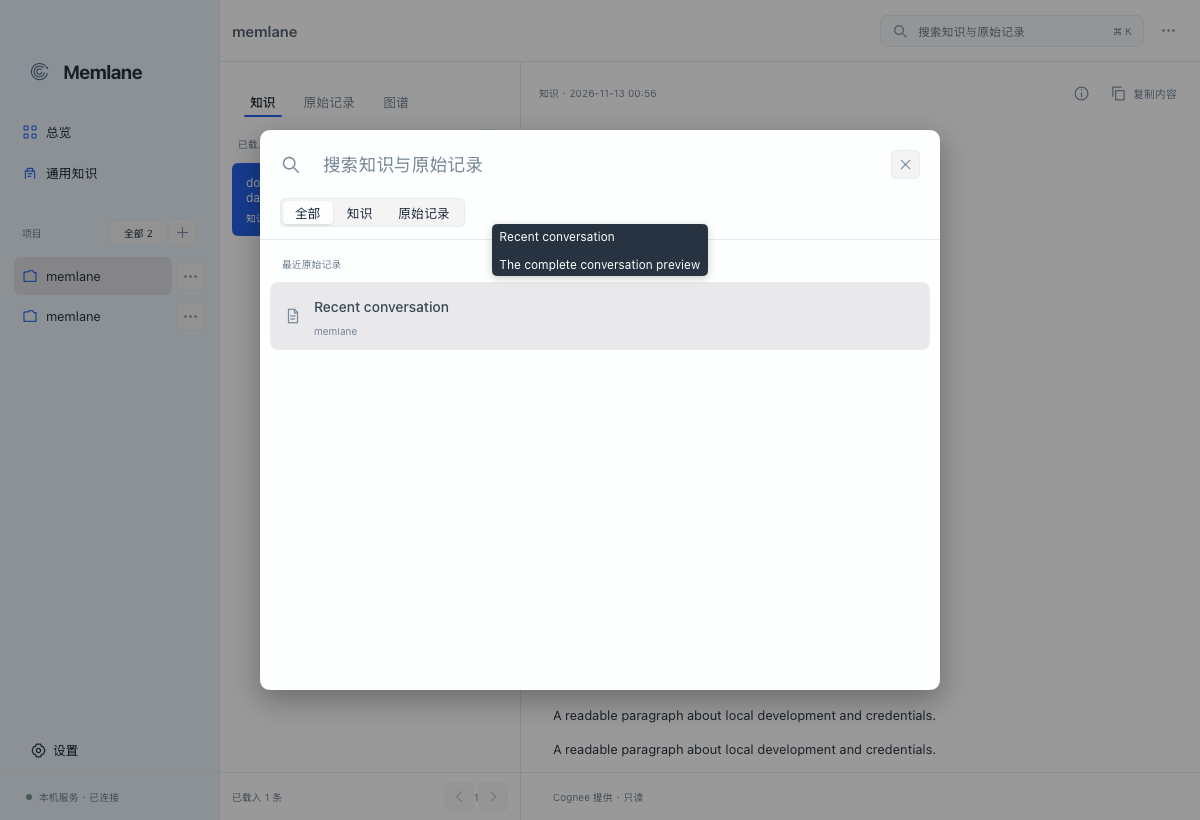 memlane
搜索知识与原始记录
⌘ K
Memlane
总览
通用知识
项目
全部 2
memlane
memlane
设置
本机服务 · 已连接
知识
原始记录
图谱
知识 · 2026-11-13 00:56
复制内容
已载
do
da
知
搜索知识与原始记录
全部
知识
原始记录
Recent conversation
The complete conversation preview
最近原始记录
Recent conversation
memlane
A readable paragraph about local development and credentials.
A readable paragraph about local development and credentials.
已载入 1 条
1
Cognee 提供 · 只读